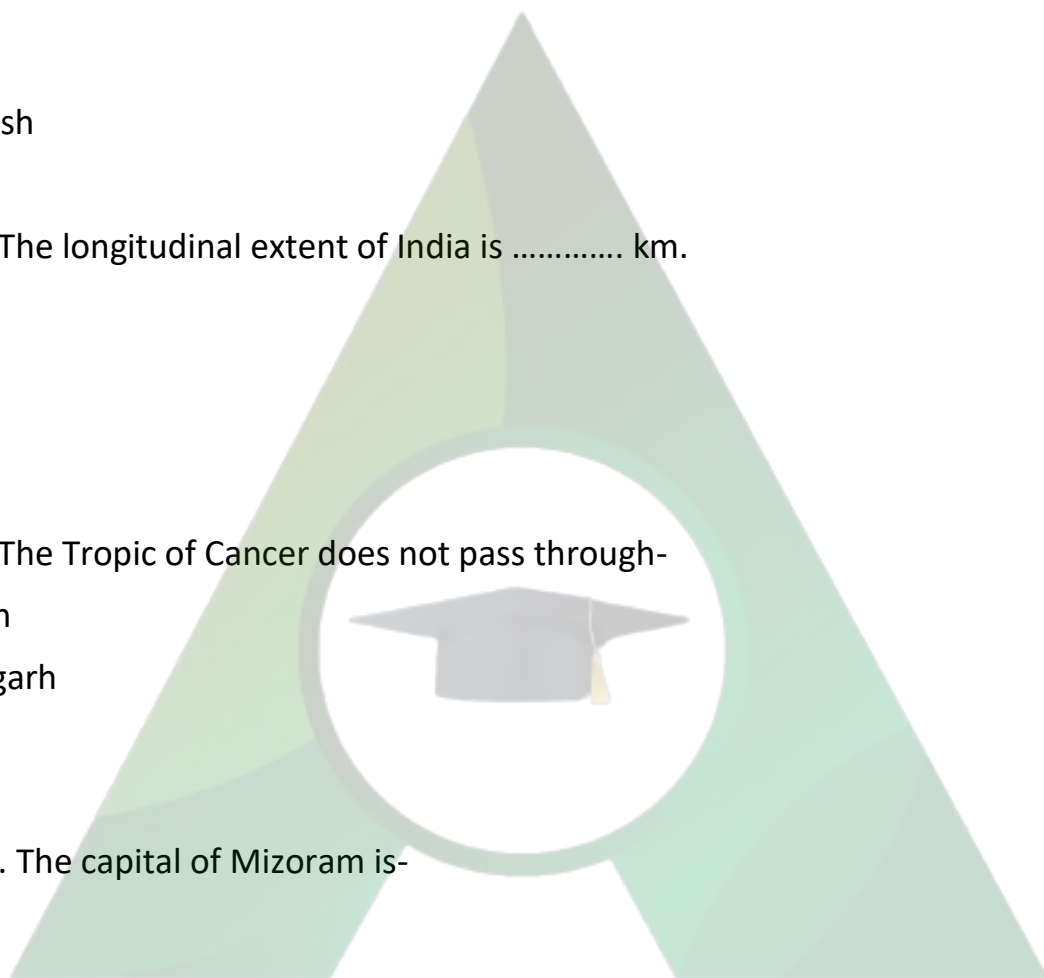 sh
The longitudinal extent of India is …………. km.
The Tropic of Cancer does not pass through-
garh
. The capital of Mizoram is-